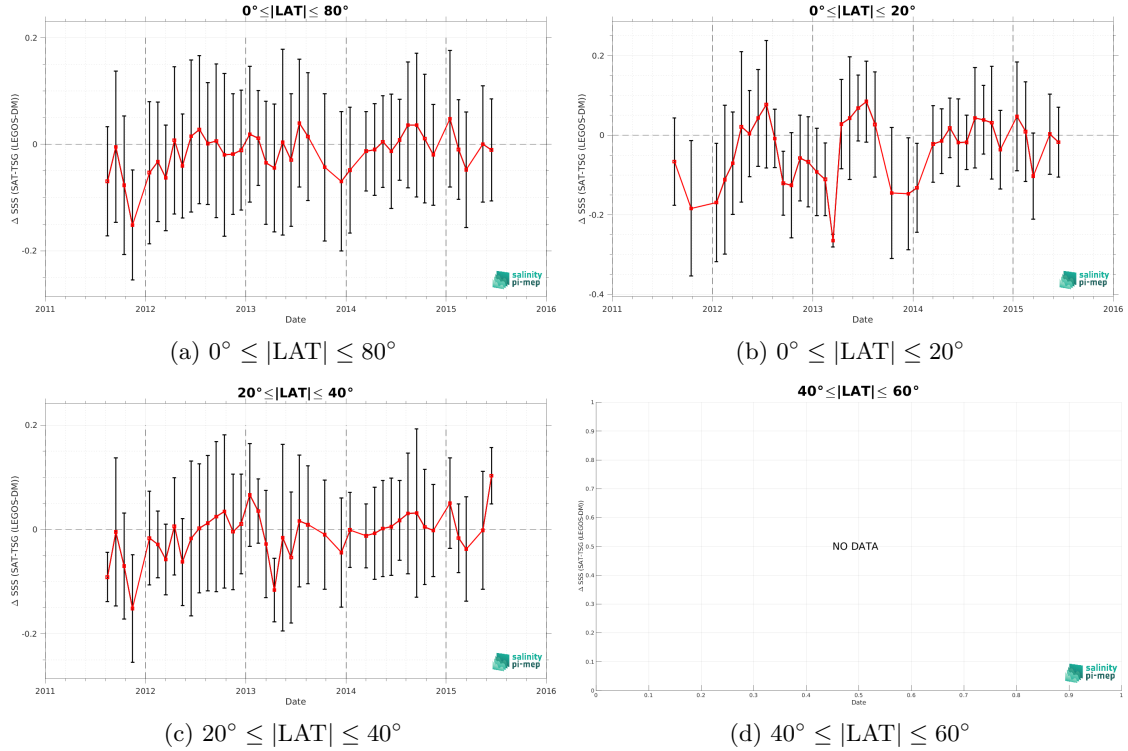 0°≤|LAT|≤ 80°
Δ SSS (SAT-TSG (LEGOS-DM))
0.2
0
-0.2
2011 2012 2013 2014 2015 2016
Date
salinity
pi-mep
(a) 0° ≤ |LAT| ≤ 80°
0°≤|LAT|≤ 20°
Δ SSS (SAT-TSG (LEGOS-DM))
0.2
0
-0.2
-0.4
2011 2012 2013 2014 2015 2016
Date
salinity
pi-mep
(b) 0° ≤ |LAT| ≤ 20°
20°≤|LAT|≤ 40°
Δ SSS (SAT-TSG (LEGOS-DM))
0.2
0
-0.2
2011 2012 2013 2014 2015 2016
Date
salinity
pi-mep
(c) 20° ≤ |LAT| ≤ 40°
40°≤|LAT|≤ 60°
Δ SSS (SAT-TSG (LEGOS-DM))
1
0.9
0.8
0.7
0.6
0.5
0.4
0.3
0.2
0.1
0
NO DATA
0 0.1 0.2 0.3 0.4 0.5 0.6 0.7 0.8 0.9 1
Date
salinity
pi-mep
(d) 40° ≤ |LAT| ≤ 60°